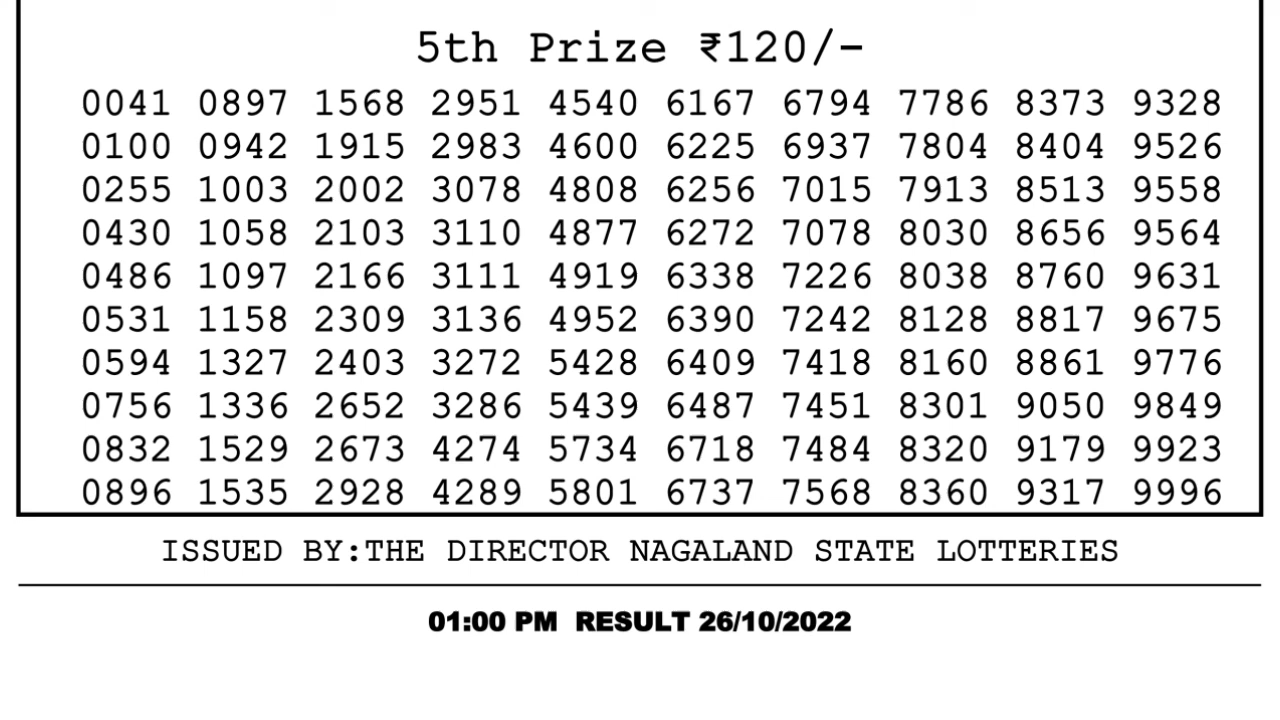 5th Prize ₹120/-
0041 0897 1568 2951 4540 6167 6794 7786 8373 9328
0100 0942 1915 2983 4600 6225 6937 7804 8404 9526
0255 1003 2002 3078 4808 6256 7015 7913 8513 9558
0430 1058 2103 3110 4877 6272 7078 8030 8656 9564
0486 1097 2166 3111 4919 6338 7226 8038 8760 9631
0531 1158 2309 3136 4952 6390 7242 8128 8817 9675
0594 1327 2403 3272 5428 6409 7418 8160 8861 9776
0756 1336 2652 3286 5439 6487 7451 8301 9050 9849
0832 1529 2673 4274 5734 6718 7484 8320 9179 9923
0896 1535 2928 4289 5801 6737 7568 8360 9317 9996
ISSUED BY:THE DIRECTOR NAGALAND STATE LOTTERIES
01:00 PM RESULT 26/10/2022